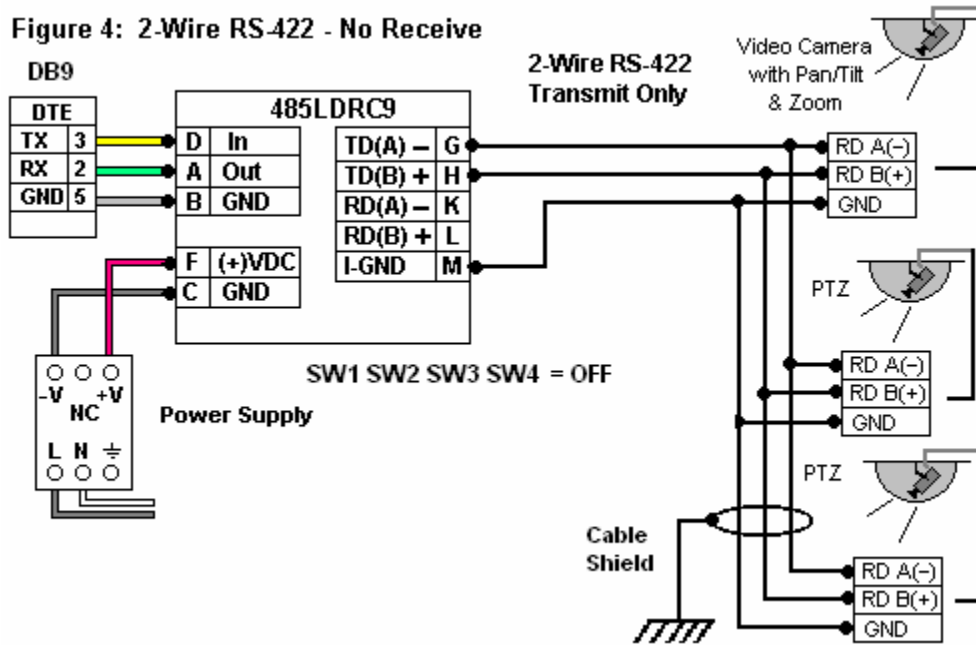 Figure 4: 2-Wire RS-422 - No Receive
DB9
DTE
TX 3
RX 2
GND 5
485LDRC9
D In
A Out
B GND
F (+)VDC
C GND
TD(A) – G
TD(B) + H
RD(A) – K
RD(B) + L
I-GND M
2-Wire RS-422
Transmit Only
Video Camera
with Pan/Tilt
& Zoom
RD A(–)
RD B(+)
GND
PTZ
RD A(–)
RD B(+)
GND
PTZ
RD A(–)
RD B(+)
GND
SW1 SW2 SW3 SW4 = OFF
-V NC +V
L N
Power Supply
Cable
Shield